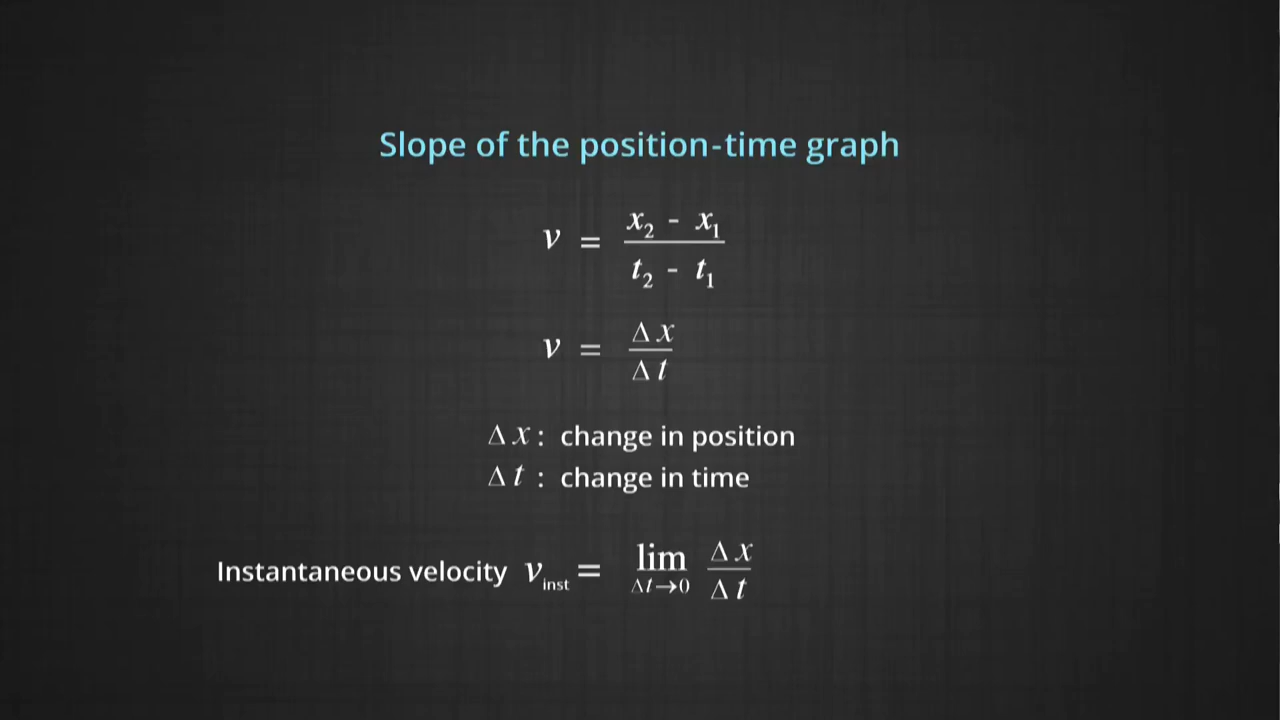 Slope of the position-time graph
v = x₂ - x₁ / t₂ - t₁
v = Δx / Δt
Δx : change in position
Δt : change in time
Instantaneous velocity v_inst = lim Δt→0 Δx / Δt